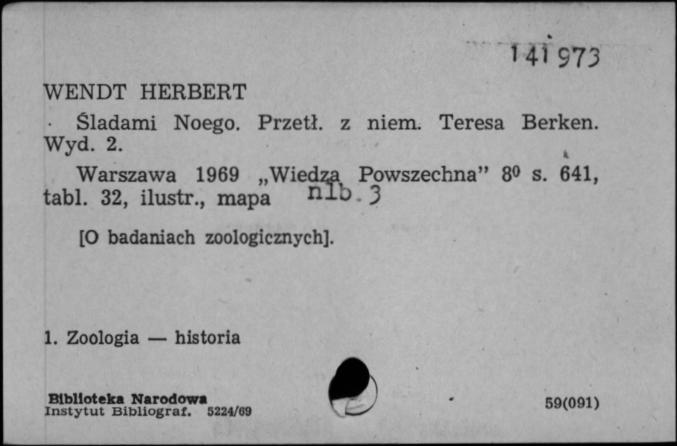 141973
WENDT HERBERT
Śladami Noego. Przetł. z niem. Teresa Berken.
Wyd. 2.
Warszawa 1969 „Wiedza Powszechna” 8⁰ s. 641,
tabl. 32, ilustr., mapa nlb. 3
[O badaniach zoologicznych].
1. Zoologia — historia
Biblioteka Narodowa
Instytut Bibliograf. 5224/69
59(091)